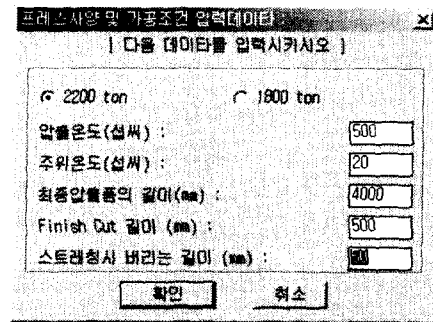 프레스사양 및 가공조건 입력데이타
[ 다음 데이타를 입력시키시오 ]
2200 ton 1800 ton
압출온도(섭씨) : 500
주위온도(섭씨) : 20
최종압출품의 길이(mm) : 4000
Finish Cut 길이 (mm) : 500
스트레칭시 버리는 길이 (mm) :
확인 취소